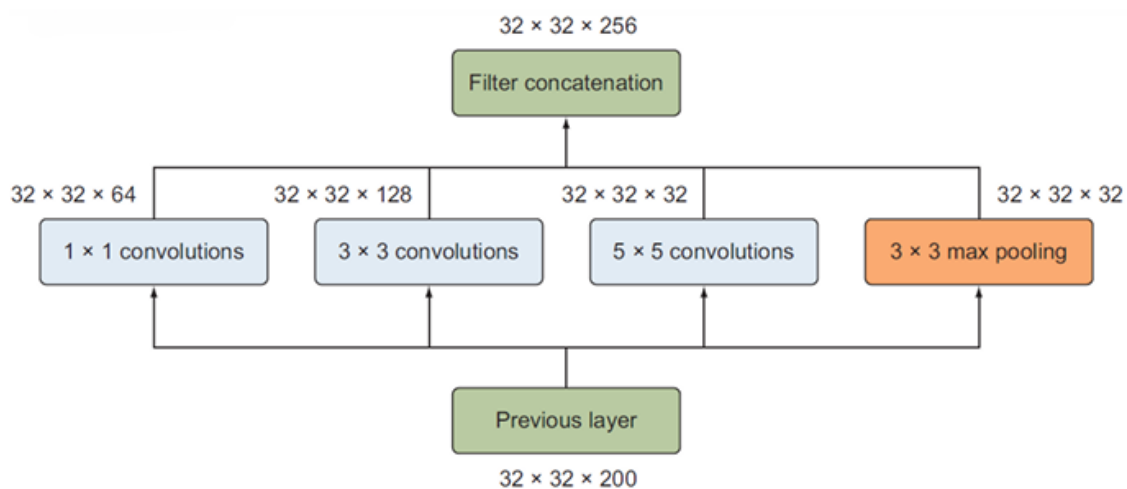 32 × 32 × 256
Filter concatenation
32 × 32 × 64
32 × 32 × 128
32 × 32 × 32
32 × 32 × 32
1 × 1 convolutions
3 × 3 convolutions
5 × 5 convolutions
3 × 3 max pooling
Previous layer
32 × 32 × 200